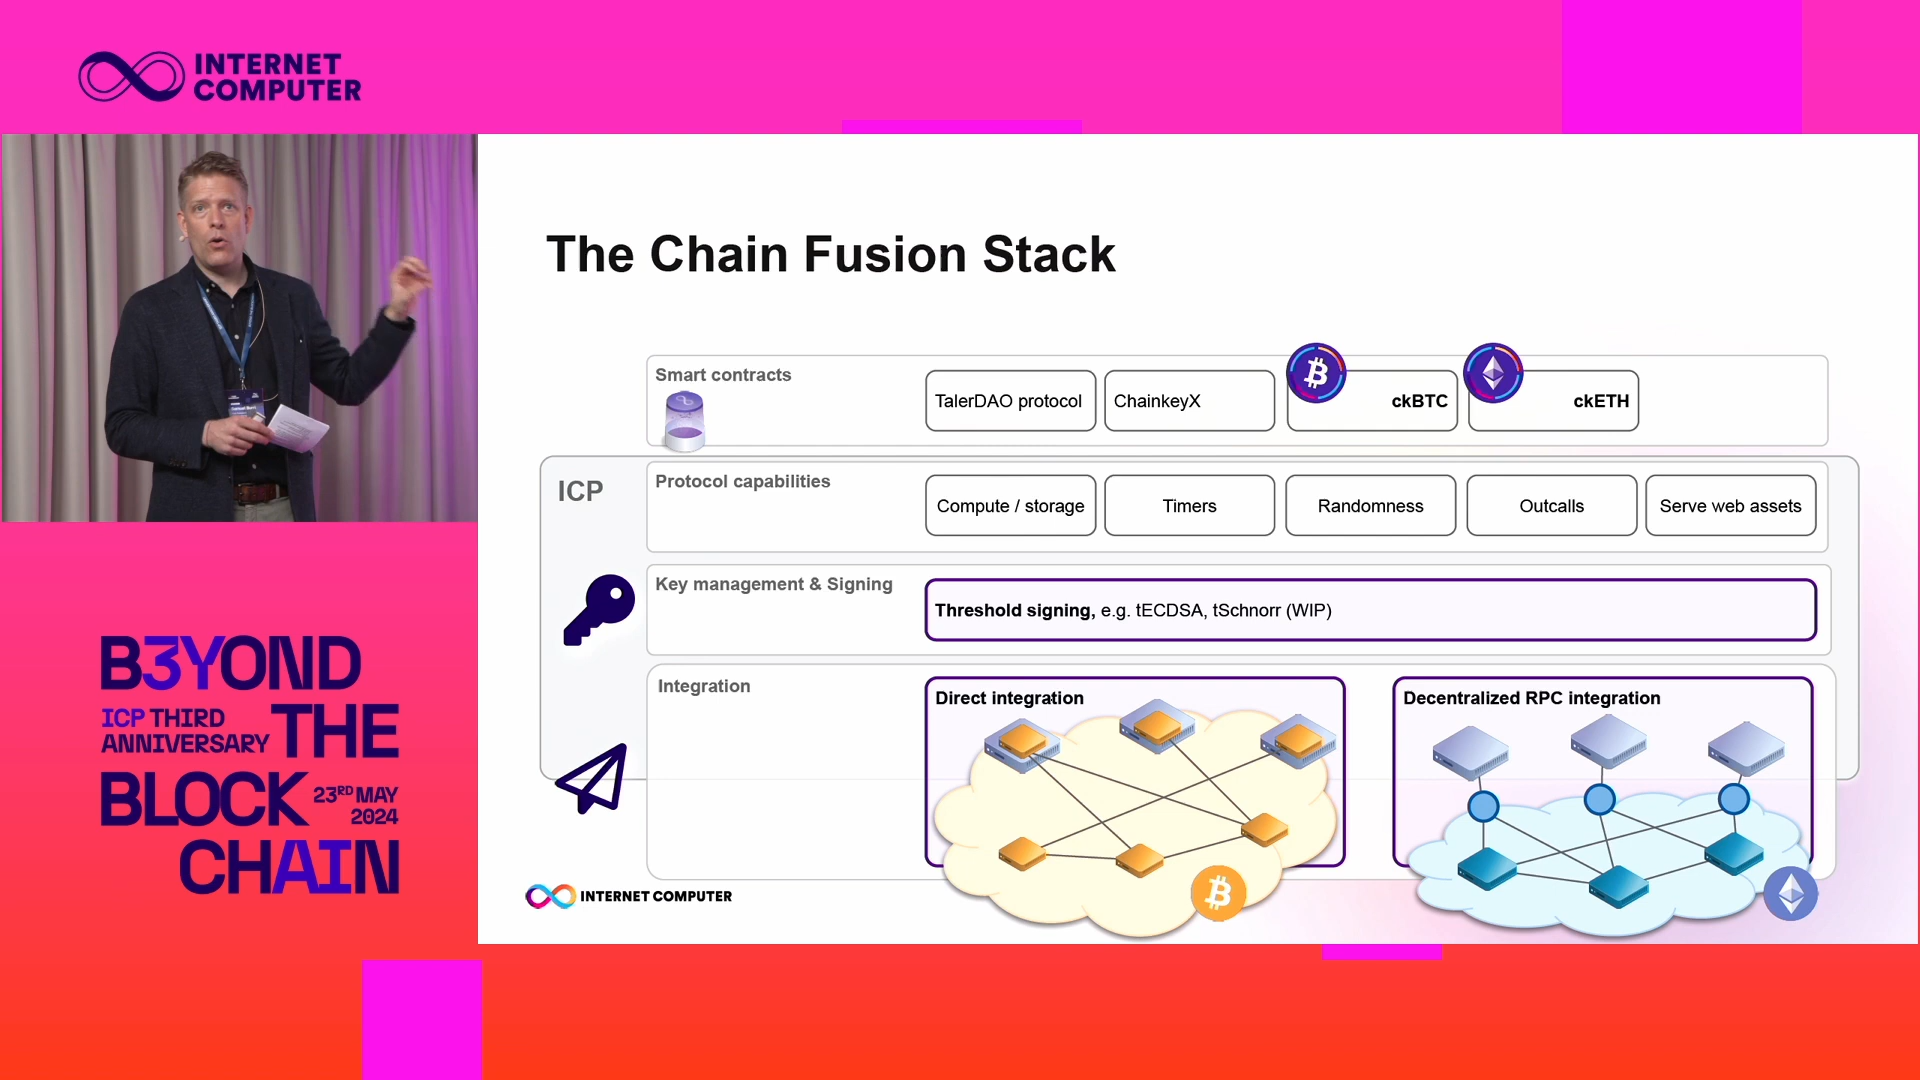 INTERNET
COMPUTER
The Chain Fusion Stack
Smart contracts
TalerDAO protocol
ChainkeyX
ckBTC
ckETH
ICP
Protocol capabilities
Compute / storage
Timers
Randomness
Outcalls
Serve web assets
Key management & Signing
Threshold signing, e.g. tECDSA, tSchnorr (WIP)
Integration
Direct integration
Decentralized RPC integration
INTERNET COMPUTER
B3YOND
ICP THIRD
ANNIVERSARY
THE
BLOCK
23RD MAY
2024
CHAIN